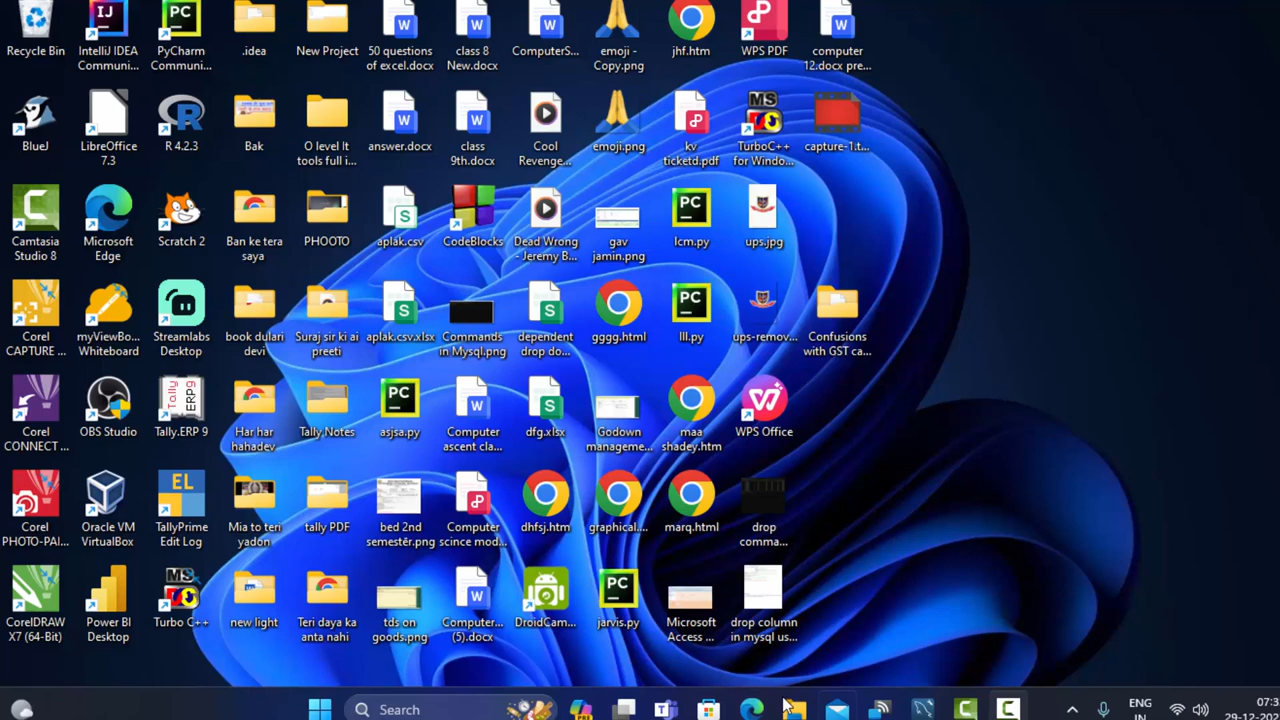 Recycle Bin
IntelliJ IDEA
Communi...
PyCharm
Communi...
.idea
New Project
50 questions
of excel.docx
class 8
New.docx
ComputerS...
emoji -
Copy.png
jhf.htm
WPS PDF
computer
12.docx pre...
BlueJ
LibreOffice
7.3
R 4.2.3
Bak
O level It
tools full i...
answer.docx
class
9th.docx
Cool
Revenge...
emoji.png
kv
ticketd.pdf
TurboC++
for Windo...
capture-1.t...
Camtasia
Studio 8
Microsoft
Edge
Scratch 2
Ban ke tera
saya
PHOOTO
aplak.csv
CodeBlocks
Dead Wrong
- Jeremy B...
gav
jamin.png
lcm.py
ups.jpg
Corel
CAPTURE ...
myViewBo...
Whiteboard
Streamlabs
Desktop
book dulari
devi
Suraj sir ki ai
preeti
aplak.csv.xlsx
Commands
in Mysql.png
dependent
drop do...
gggg.html
lll.py
ups-remov...
Confusions
with GST ca...
Corel
CONNECT ...
OBS Studio
Tally.ERP 9
Har har
hahadev
Tally Notes
asjsa.py
Computer
ascent cla...
dfg.xlsx
Godown
manageme...
maa
shadey.htm
WPS Office
Corel
PHOTO-PAI...
Oracle VM
VirtualBox
TallyPrime
Edit Log
Mia to teri
yadon
tally PDF
bed 2nd
semester.png
Computer
scince mod...
dhfsj.htm
graphical....
marq.html
drop
comma...
CorelDRAW
X7 (64-Bit)
Power BI
Desktop
Turbo C++
new light
Teri daya ka
anta nahi
tds on
goods.png
Computer...
(5).docx
DroidCam...
jarvis.py
Microsoft
Access ...
drop column
in mysql us...
Search
ENG
IN